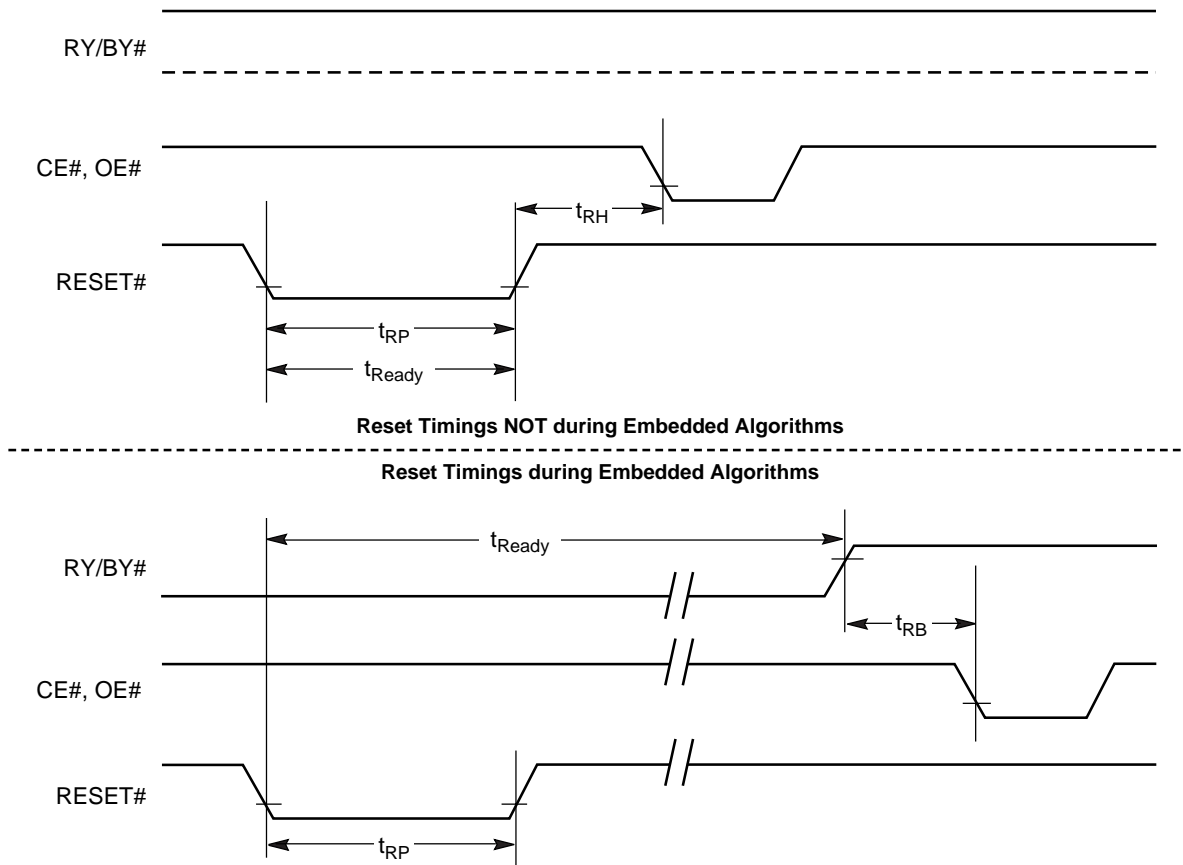 RY/BY#
CE#, OE#
tRH
RESET#
tRP
tReady
Reset Timings NOT during Embedded Algorithms
Reset Timings during Embedded Algorithms
tReady
RY/BY#
tRB
CE#, OE#
RESET#
tRP